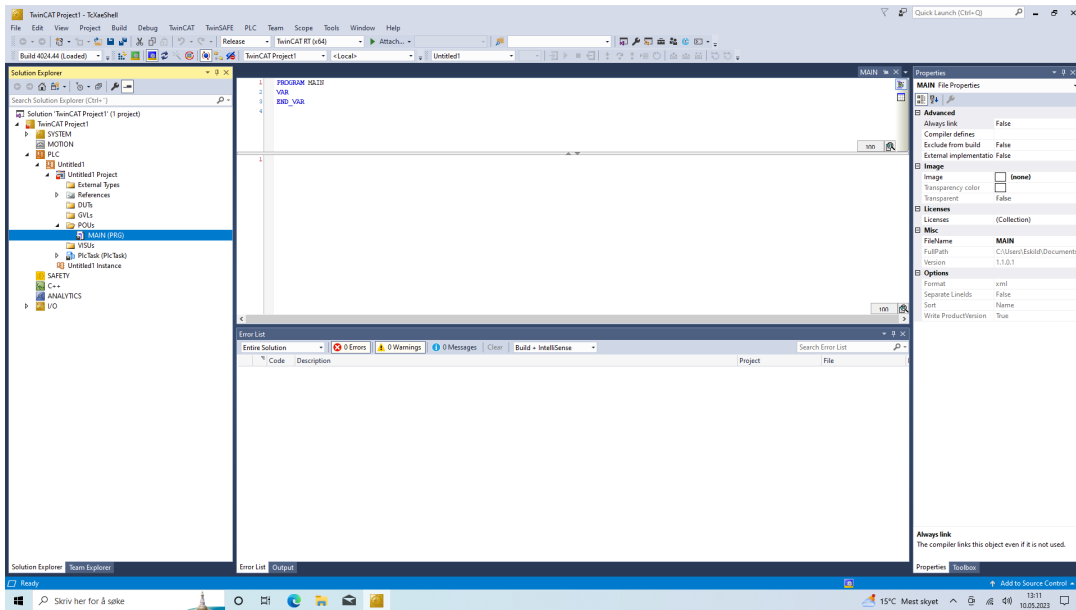 TwinCAT Project1 - TcXaeShell
Quick Launch (Ctrl+Q)
File Edit View Project Build Debug TwinCAT TwinSAFE PLC Team Scope Tools Window Help
Release TwinCAT RT (x64) Attach...
Build 4024.44 (Loaded) TwinCAT Project1 <Local> Untitled1
Solution Explorer
Search Solution Explorer (Ctrl+¨)
Solution 'TwinCAT Project1' (1 project)
TwinCAT Project1
SYSTEM
MOTION
PLC
Untitled1
Untitled1 Project
External Types
References
DUTs
GVLs
POUs
MAIN (PRG)
VISUs
PlcTask (PlcTask)
Untitled1 Instance
SAFETY
C++
ANALYTICS
I/O
Solution Explorer Team Explorer
MAIN
1 PROGRAM MAIN
2 VAR
3 END_VAR
4
100
1
100
Error List
Entire Solution 0 Errors 0 Warnings 0 Messages Clear Build + IntelliSense Search Error List
Code Description Project File
Error List Output
Properties
MAIN File Properties
Advanced
Always link False
Compiler defines
Exclude from build False
External implementatio False
Image
Image (none)
Transparency color
Transparent False
Licenses
Licenses (Collection)
Misc
FileName MAIN
FullPath C:\Users\Eskild\Documents
Version 1.1.0.1
Options
Format xml
Separate LineIds False
Sort Name
Write ProductVersion True
Always link
The compiler links this object even if it is not used.
Properties Toolbox
Ready Add to Source Control
Skriv her for å søke
15°C Mest skyet
13:11
10.05.2023